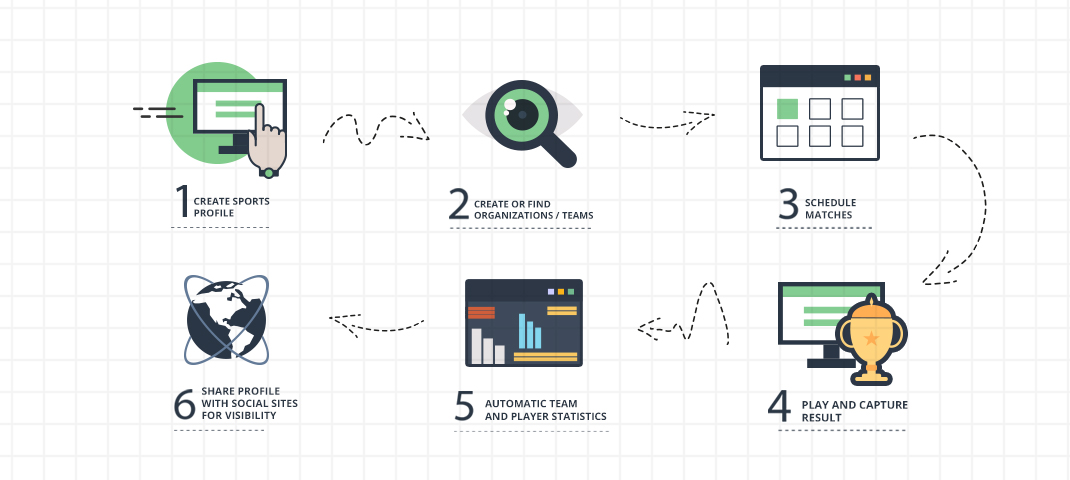 1 CREATE SPORTS
PROFILE
2 CREATE OR FIND
ORGANIZATIONS / TEAMS
3 SCHEDULE
MATCHES
4 PLAY AND CAPTURE
RESULT
5 AUTOMATIC TEAM
AND PLAYER STATISTICS
6 SHARE PROFILE
WITH SOCIAL SITES
FOR VISIBILITY